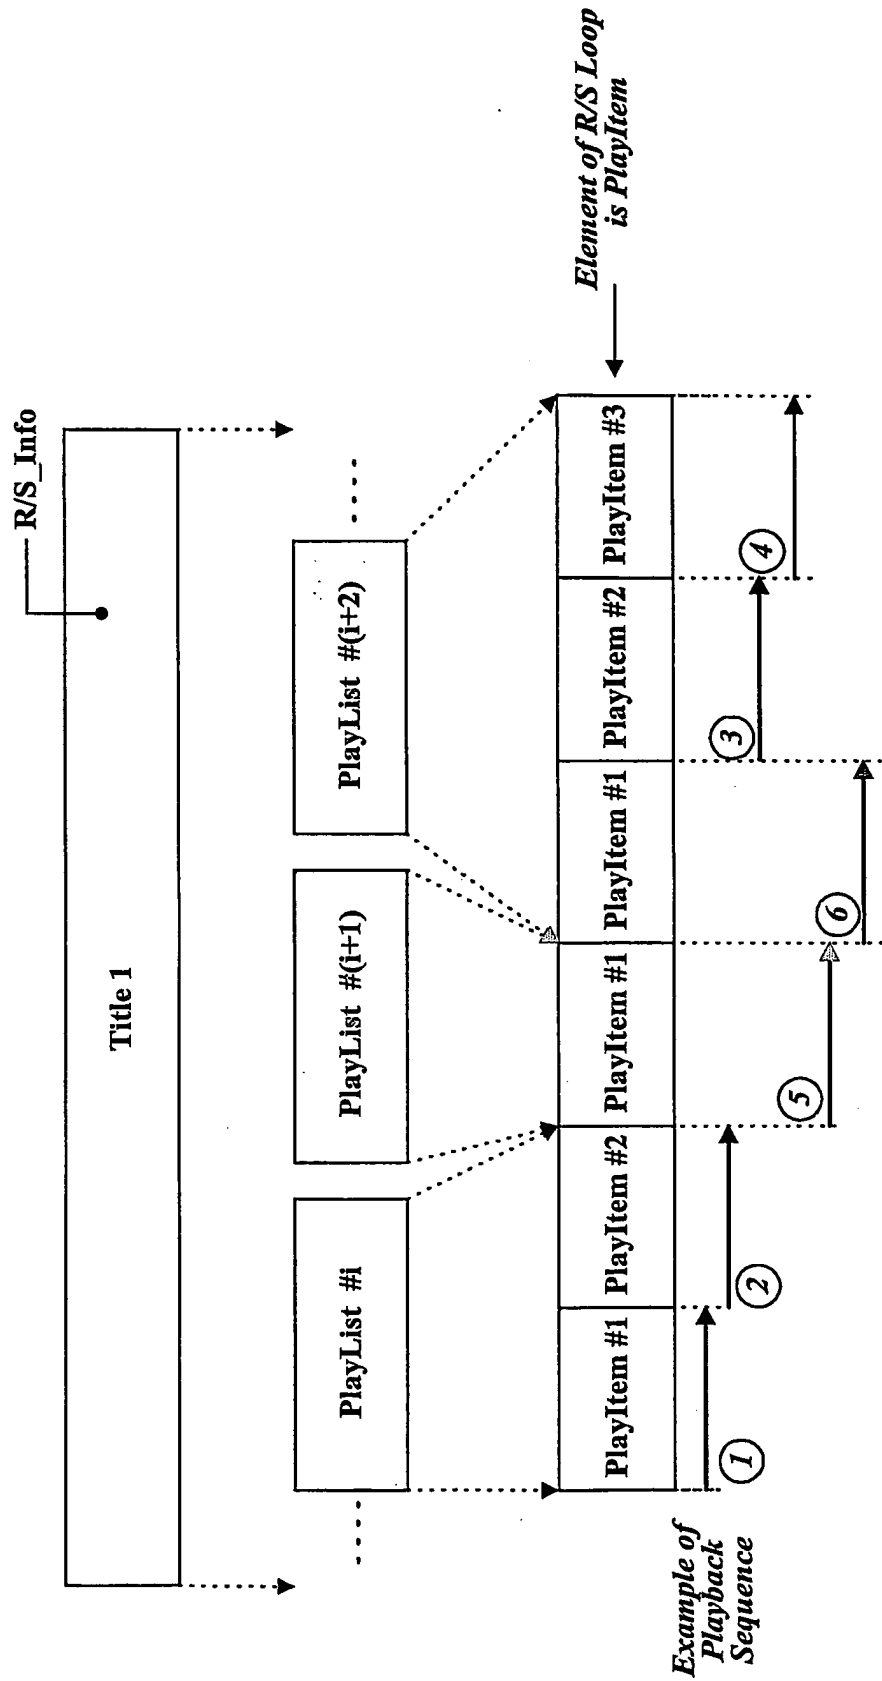 R/S_Info
Title 1
PlayList #i
PlayList #(i+1)
PlayList #(i+2)
PlayItem #1
PlayItem #2
PlayItem #1
PlayItem #1
PlayItem #2
PlayItem #3
Element of R/S Loop
is PlayItem
Example of
Playback
Sequence
1
2
5
6
3
4